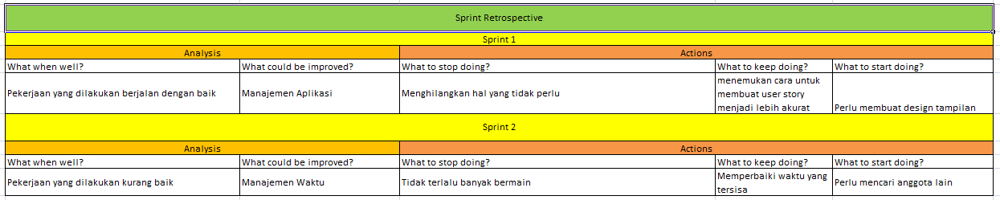 Sprint Retrospective
Sprint 1
Analysis
Actions
What when well?
What could be improved?
What to stop doing?
What to keep doing?
What to start doing?
Pekerjaan yang dilakukan berjalan dengan baik
Manajemen Aplikasi
Menghilangkan hal yang tidak perlu
menemukan cara untuk
membuat user story
menjadi lebih akurat
Perlu membuat design tampilan
Sprint 2
Analysis
Actions
What when well?
What could be improved?
What to stop doing?
What to keep doing?
What to start doing?
Pekerjaan yang dilakukan kurang baik
Manajemen Waktu
Tidak terlalu banyak bermain
Memperbaiki waktu yang
tersisa
Perlu mencari anggota lain